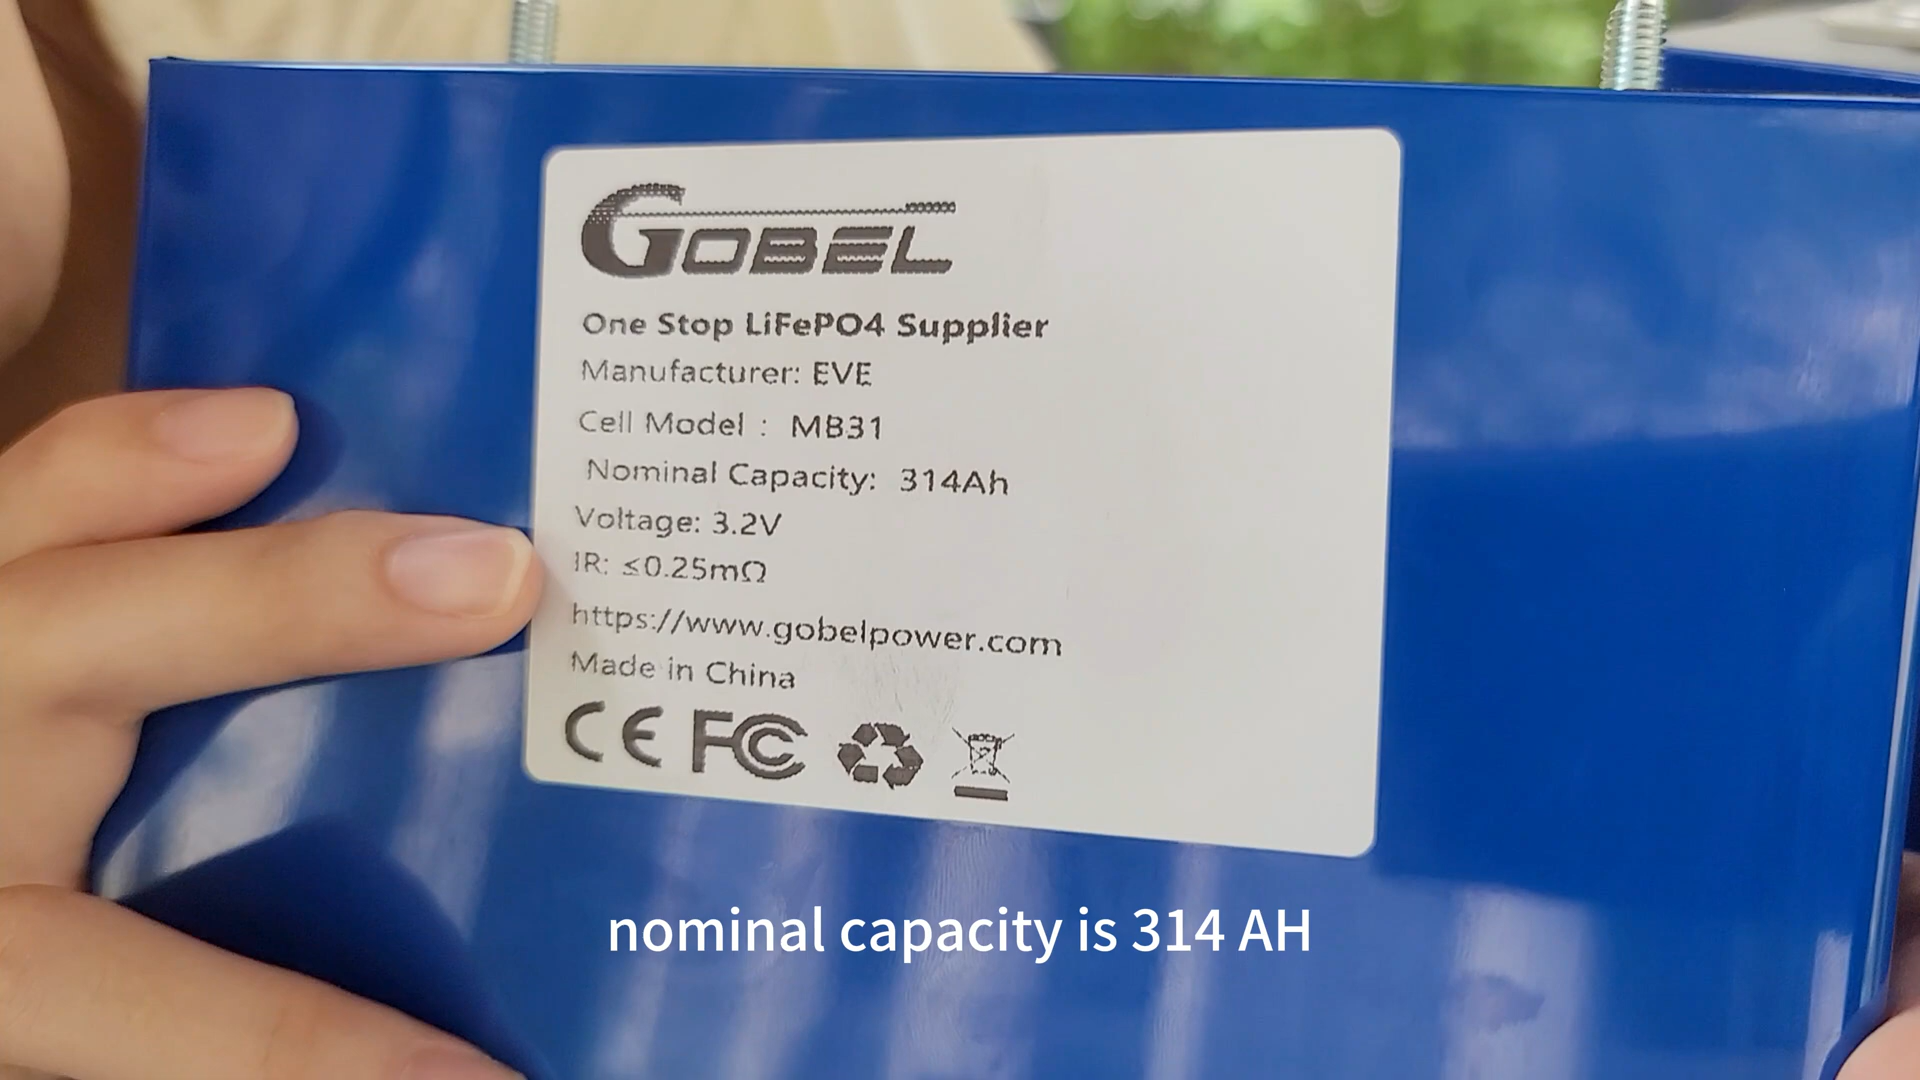 GOBEL
One Stop LiFePO4 Supplier
Manufacturer: EVE
Cell Model : MB31
Nominal Capacity: 314Ah
Voltage: 3.2V
IR: ≤0.25mΩ
https://www.gobelpower.com
Made in China
CE FC
nominal capacity is 314 AH